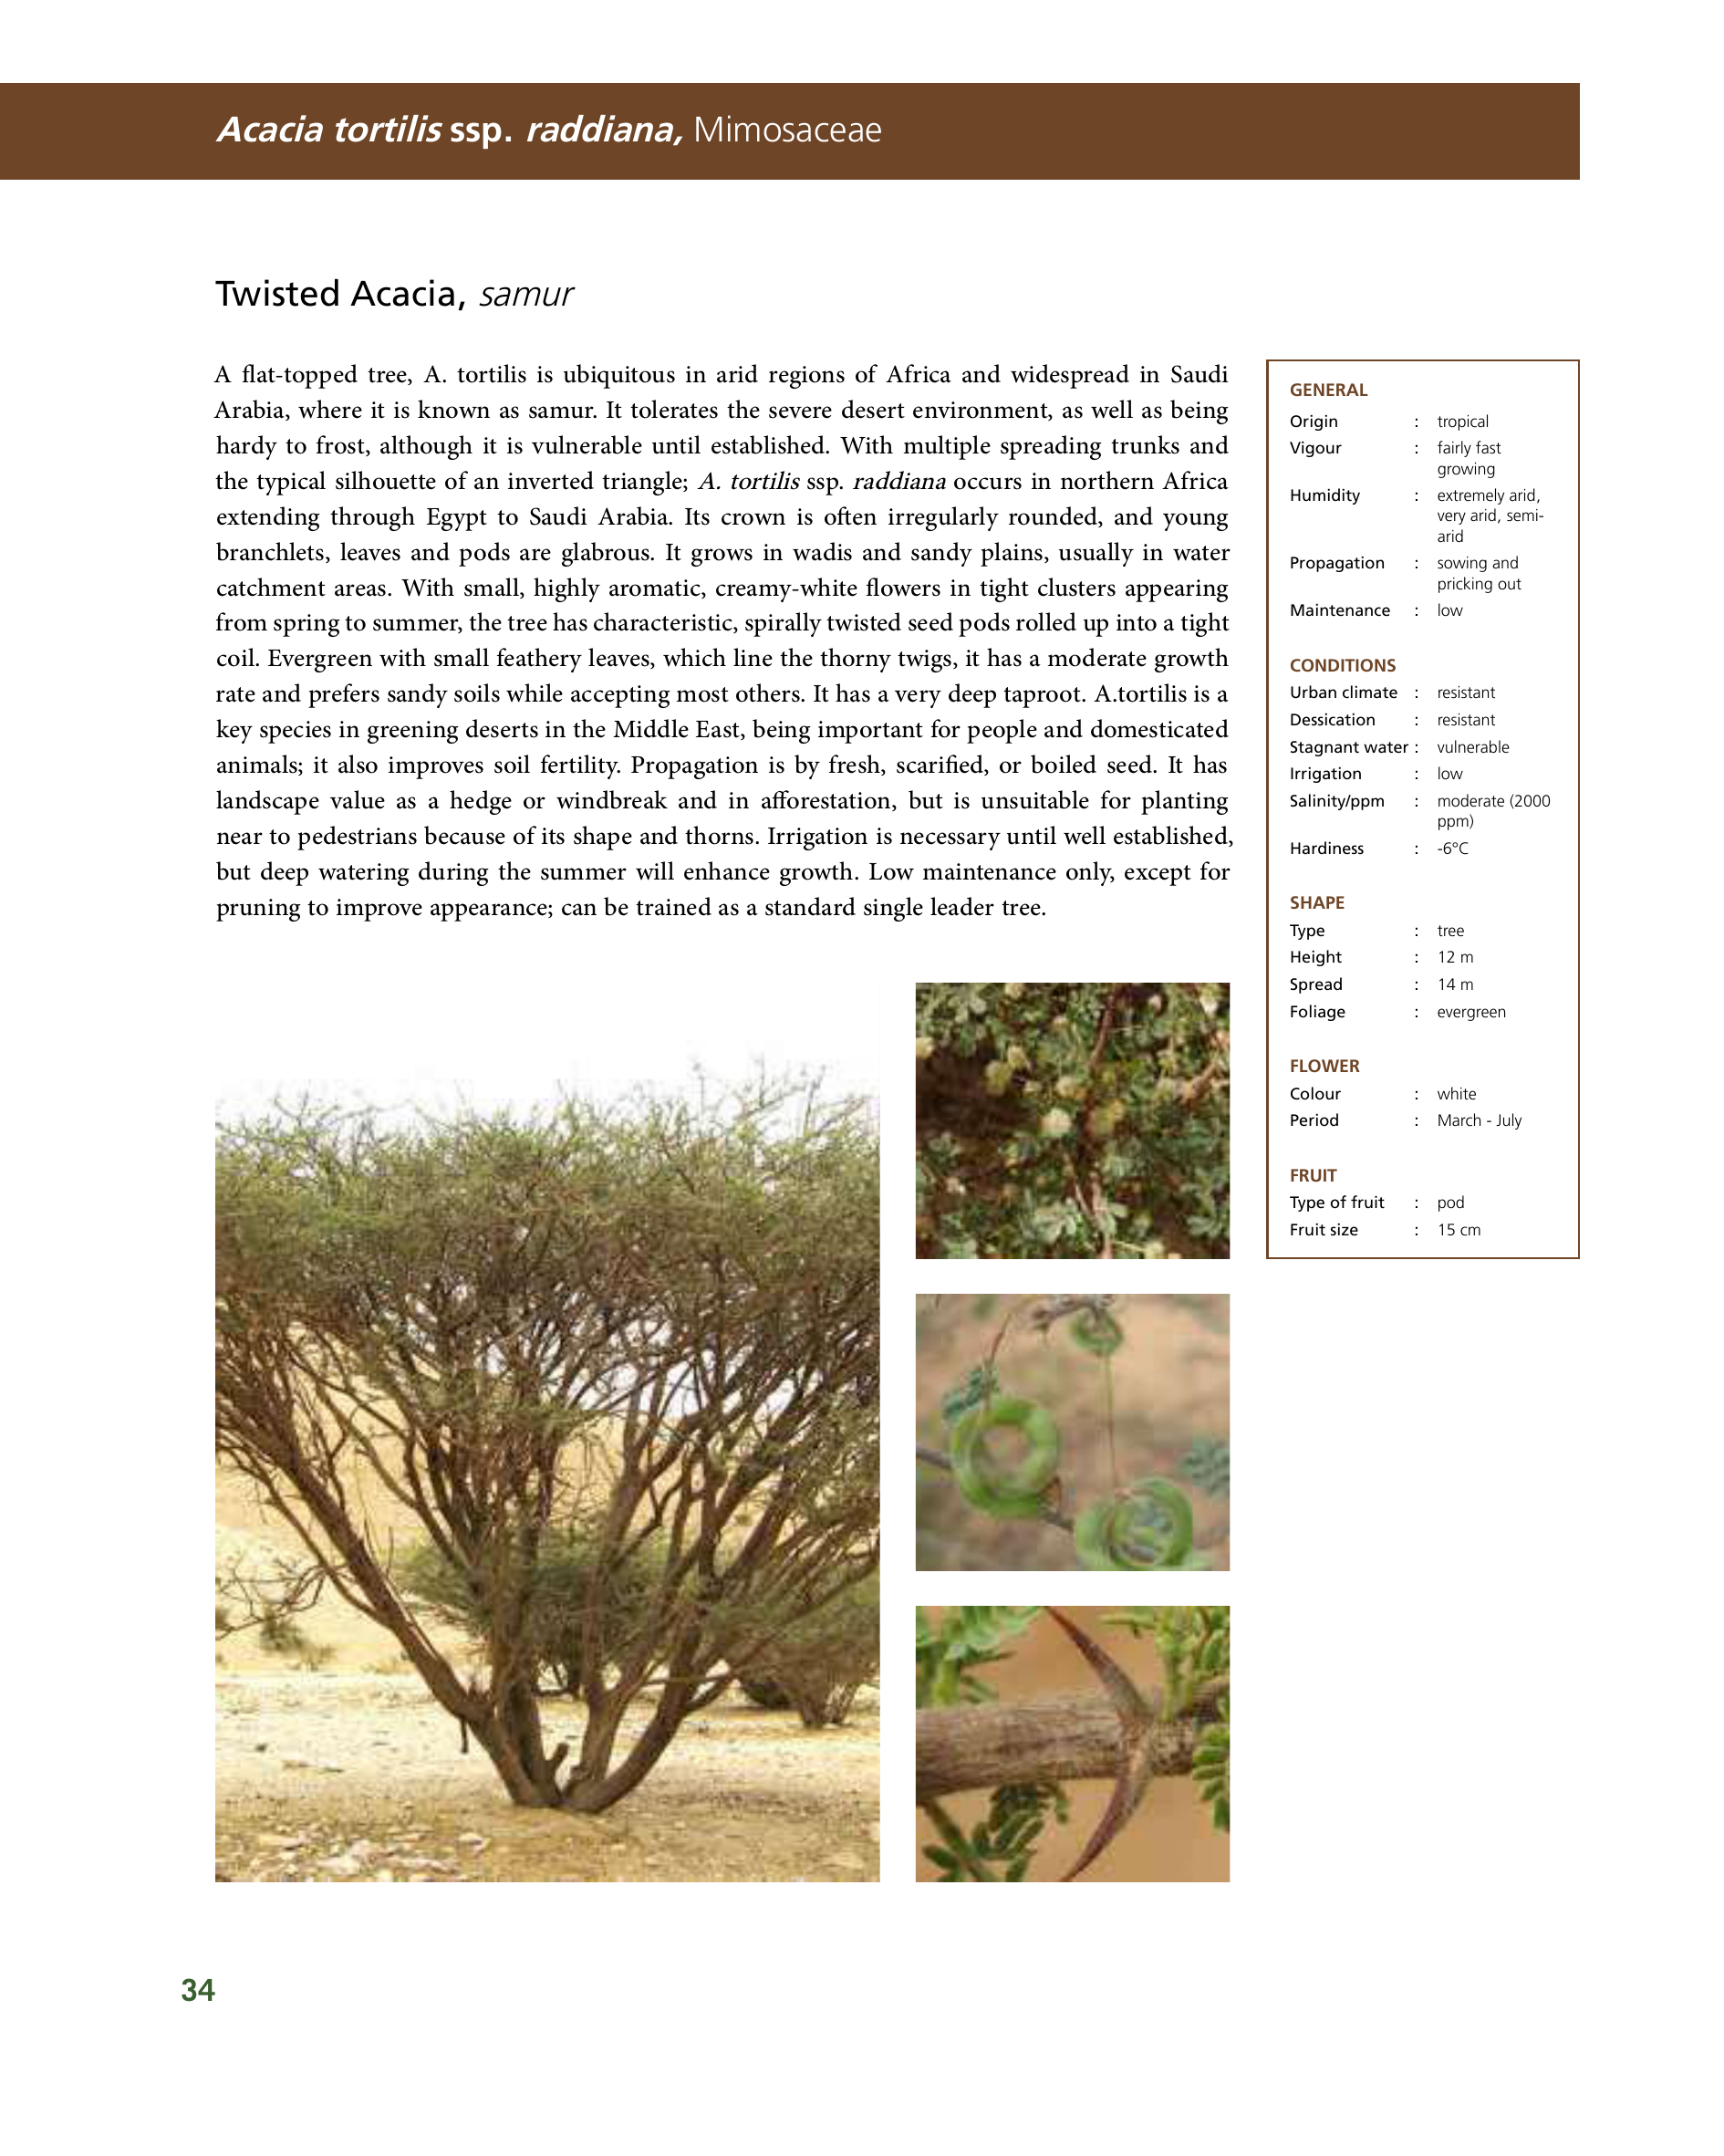 Acacia tortilis ssp. raddiana, Mimosaceae
Twisted Acacia, samur
A flat-topped tree, A. tortilis is ubiquitous in arid regions of Africa and widespread in Saudi
Arabia, where it is known as samur. It tolerates the severe desert environment, as well as being
hardy to frost, although it is vulnerable until established. With multiple spreading trunks and
the typical silhouette of an inverted triangle; A. tortilis ssp. raddiana occurs in northern Africa
extending through Egypt to Saudi Arabia. Its crown is often irregularly rounded, and young
branchlets, leaves and pods are glabrous. It grows in wadis and sandy plains, usually in water
catchment areas. With small, highly aromatic, creamy-white flowers in tight clusters appearing
from spring to summer, the tree has characteristic, spirally twisted seed pods rolled up into a tight
coil. Evergreen with small feathery leaves, which line the thorny twigs, it has a moderate growth
rate and prefers sandy soils while accepting most others. It has a very deep taproot. A.tortilis is a
key species in greening deserts in the Middle East, being important for people and domesticated
animals; it also improves soil fertility. Propagation is by fresh, scarified, or boiled seed. It has
landscape value as a hedge or windbreak and in afforestation, but is unsuitable for planting
near to pedestrians because of its shape and thorns. Irrigation is necessary until well established,
but deep watering during the summer will enhance growth. Low maintenance only, except for
pruning to improve appearance; can be trained as a standard single leader tree.
GENERAL
Origin : tropical
Vigour : fairly fast
growing
Humidity : extremely arid,
very arid, semi-
arid
Propagation : sowing and
pricking out
Maintenance : low
CONDITIONS
Urban climate : resistant
Dessication : resistant
Stagnant water : vulnerable
Irrigation : low
Salinity/ppm : moderate (2000
ppm)
Hardiness : -6°C
SHAPE
Type : tree
Height : 12 m
Spread : 14 m
Foliage : evergreen
FLOWER
Colour : white
Period : March - July
FRUIT
Type of fruit : pod
Fruit size : 15 cm
34